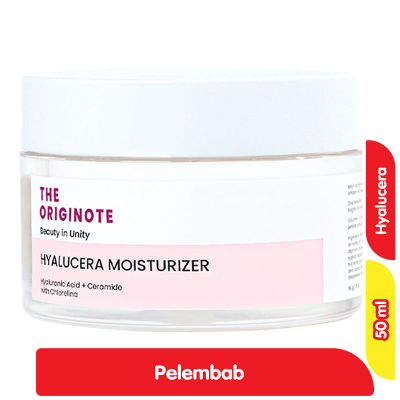 THE
ORIGINOTE
Beauty in Unity
HYALUCERA MOISTURIZER
Hyaluronic Acid + Ceramide
with Chlorelina
Hyalucera
50 ml
Pelembab